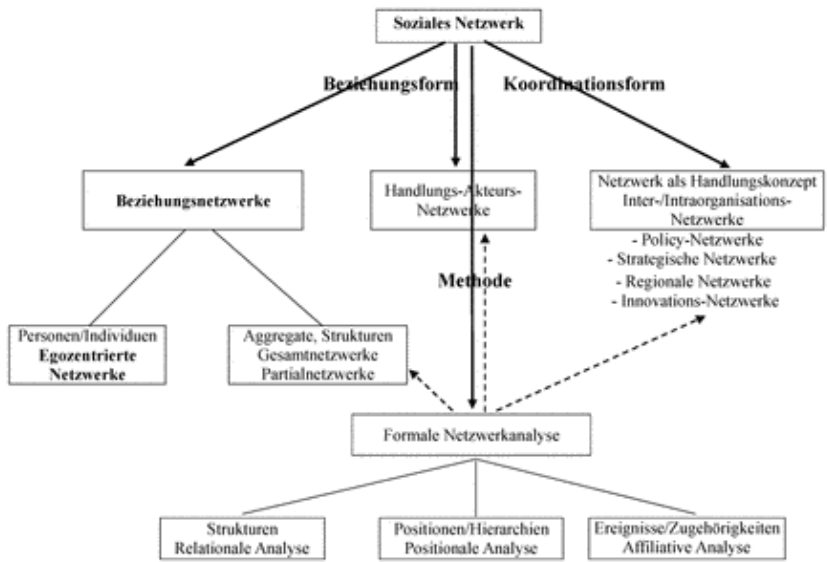 Soziales Netzwerk
Beziehungsform
Koordinationsform
Beziehungsnetzwerke
Handlungs-Akteurs-
Netzwerke
Netzwerk als Handlungskonzept
Inter-/Intraorganisations-
Netzwerke
- Policy-Netzwerke
- Strategische Netzwerke
- Regionale Netzwerke
- Innovations-Netzwerke
Methode
Personen/Individuen
Egozentrierte
Netzwerke
Aggregate, Strukturen
Gesamtnetzwerke
Partialnetzwerke
Formale Netzwerkanalyse
Strukturen
Relationale Analyse
Positionen/Hierarchien
Positionale Analyse
Ereignisse/Zugehörigkeiten
Affiliative Analyse